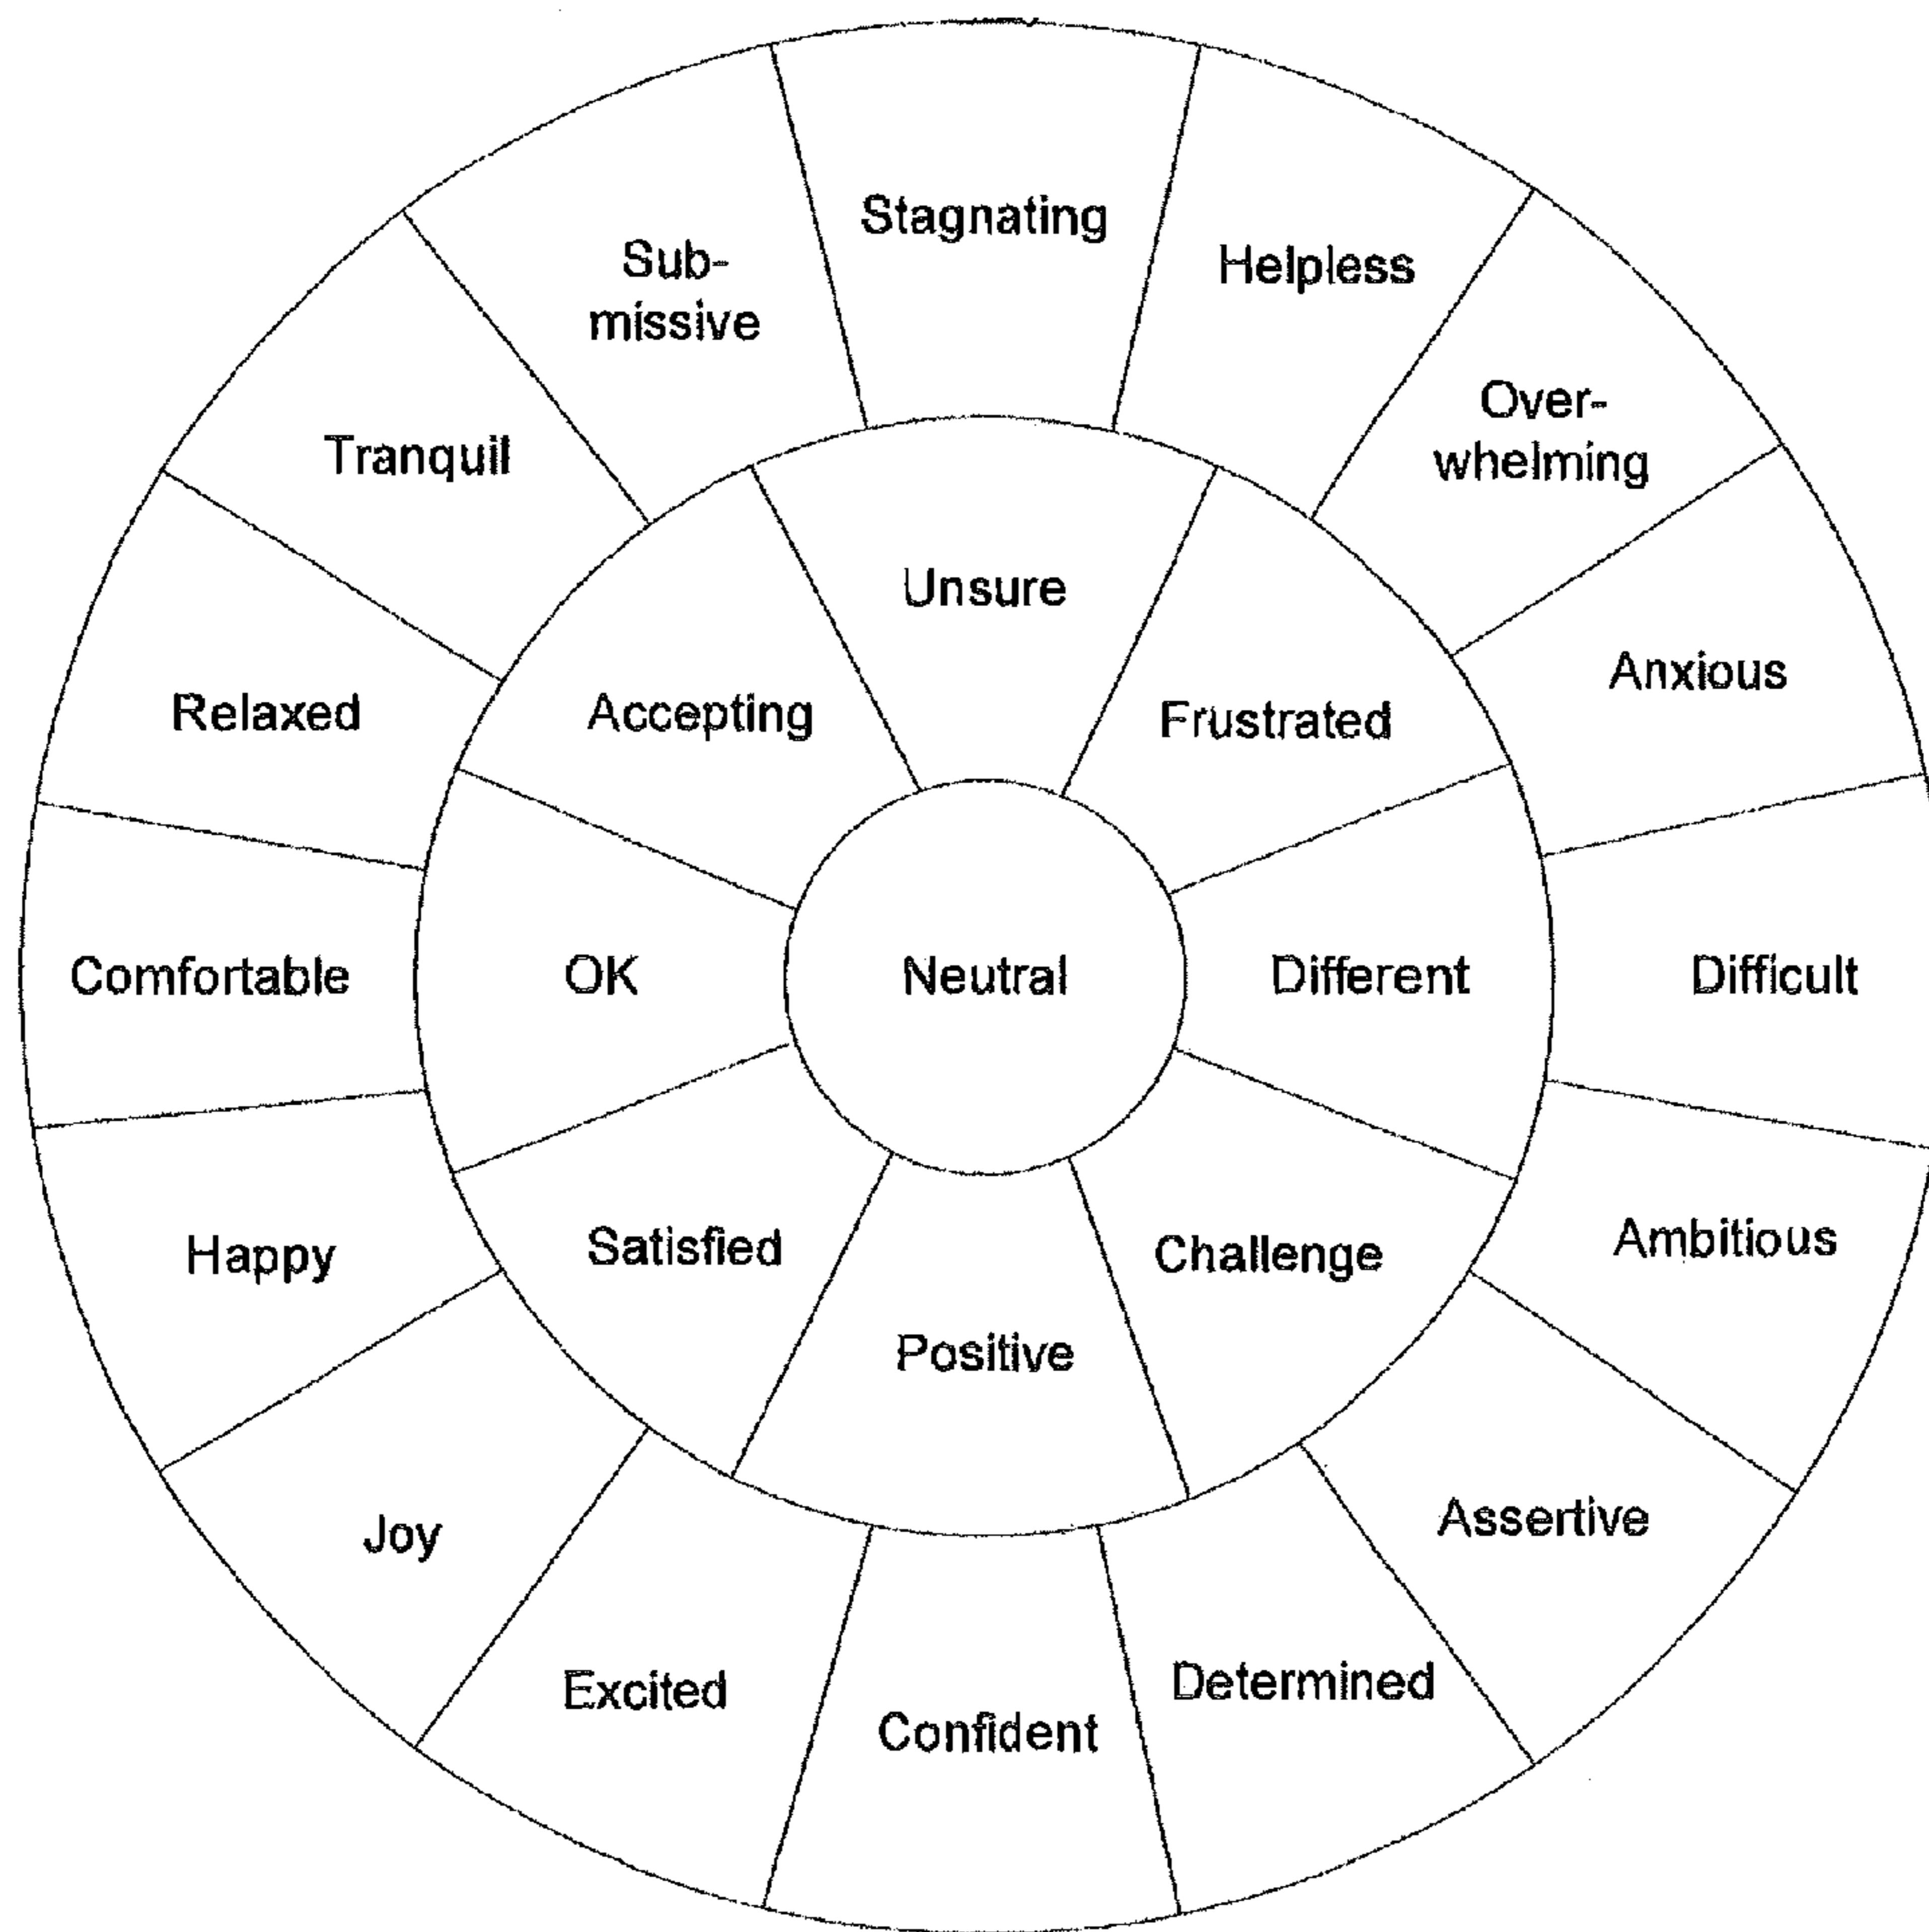 Stagnating
Sub-
missive
Helpless
Over-
whelming
Tranquil
Unsure
Anxious
Relaxed
Accepting
Frustrated
Comfortable
OK
Neutral
Different
Difficult
Happy
Satisfied
Challenge
Ambitious
Positive
Joy
Assertive
Excited
Confident
Determined